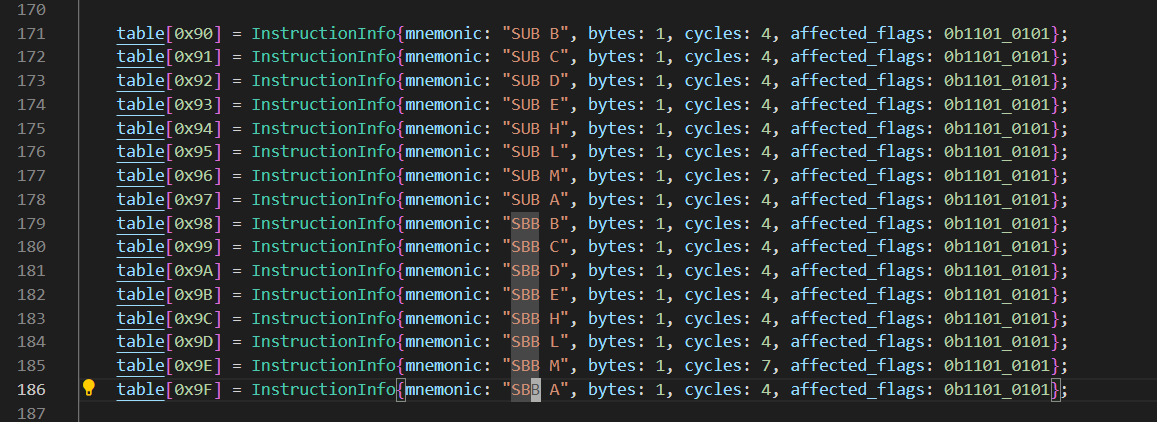 170
171 table[0x90] = InstructionInfo{mnemonic: "SUB B", bytes: 1, cycles: 4, affected_flags: 0b1101_0101};
172 table[0x91] = InstructionInfo{mnemonic: "SUB C", bytes: 1, cycles: 4, affected_flags: 0b1101_0101};
173 table[0x92] = InstructionInfo{mnemonic: "SUB D", bytes: 1, cycles: 4, affected_flags: 0b1101_0101};
174 table[0x93] = InstructionInfo{mnemonic: "SUB E", bytes: 1, cycles: 4, affected_flags: 0b1101_0101};
175 table[0x94] = InstructionInfo{mnemonic: "SUB H", bytes: 1, cycles: 4, affected_flags: 0b1101_0101};
176 table[0x95] = InstructionInfo{mnemonic: "SUB L", bytes: 1, cycles: 4, affected_flags: 0b1101_0101};
177 table[0x96] = InstructionInfo{mnemonic: "SUB M", bytes: 1, cycles: 7, affected_flags: 0b1101_0101};
178 table[0x97] = InstructionInfo{mnemonic: "SUB A", bytes: 1, cycles: 4, affected_flags: 0b1101_0101};
179 table[0x98] = InstructionInfo{mnemonic: "SBB B", bytes: 1, cycles: 4, affected_flags: 0b1101_0101};
180 table[0x99] = InstructionInfo{mnemonic: "SBB C", bytes: 1, cycles: 4, affected_flags: 0b1101_0101};
181 table[0x9A] = InstructionInfo{mnemonic: "SBB D", bytes: 1, cycles: 4, affected_flags: 0b1101_0101};
182 table[0x9B] = InstructionInfo{mnemonic: "SBB E", bytes: 1, cycles: 4, affected_flags: 0b1101_0101};
183 table[0x9C] = InstructionInfo{mnemonic: "SBB H", bytes: 1, cycles: 4, affected_flags: 0b1101_0101};
184 table[0x9D] = InstructionInfo{mnemonic: "SBB L", bytes: 1, cycles: 4, affected_flags: 0b1101_0101};
185 table[0x9E] = InstructionInfo{mnemonic: "SBB M", bytes: 1, cycles: 7, affected_flags: 0b1101_0101};
186 table[0x9F] = InstructionInfo{mnemonic: "SBB A", bytes: 1, cycles: 4, affected_flags: 0b1101_0101};
187